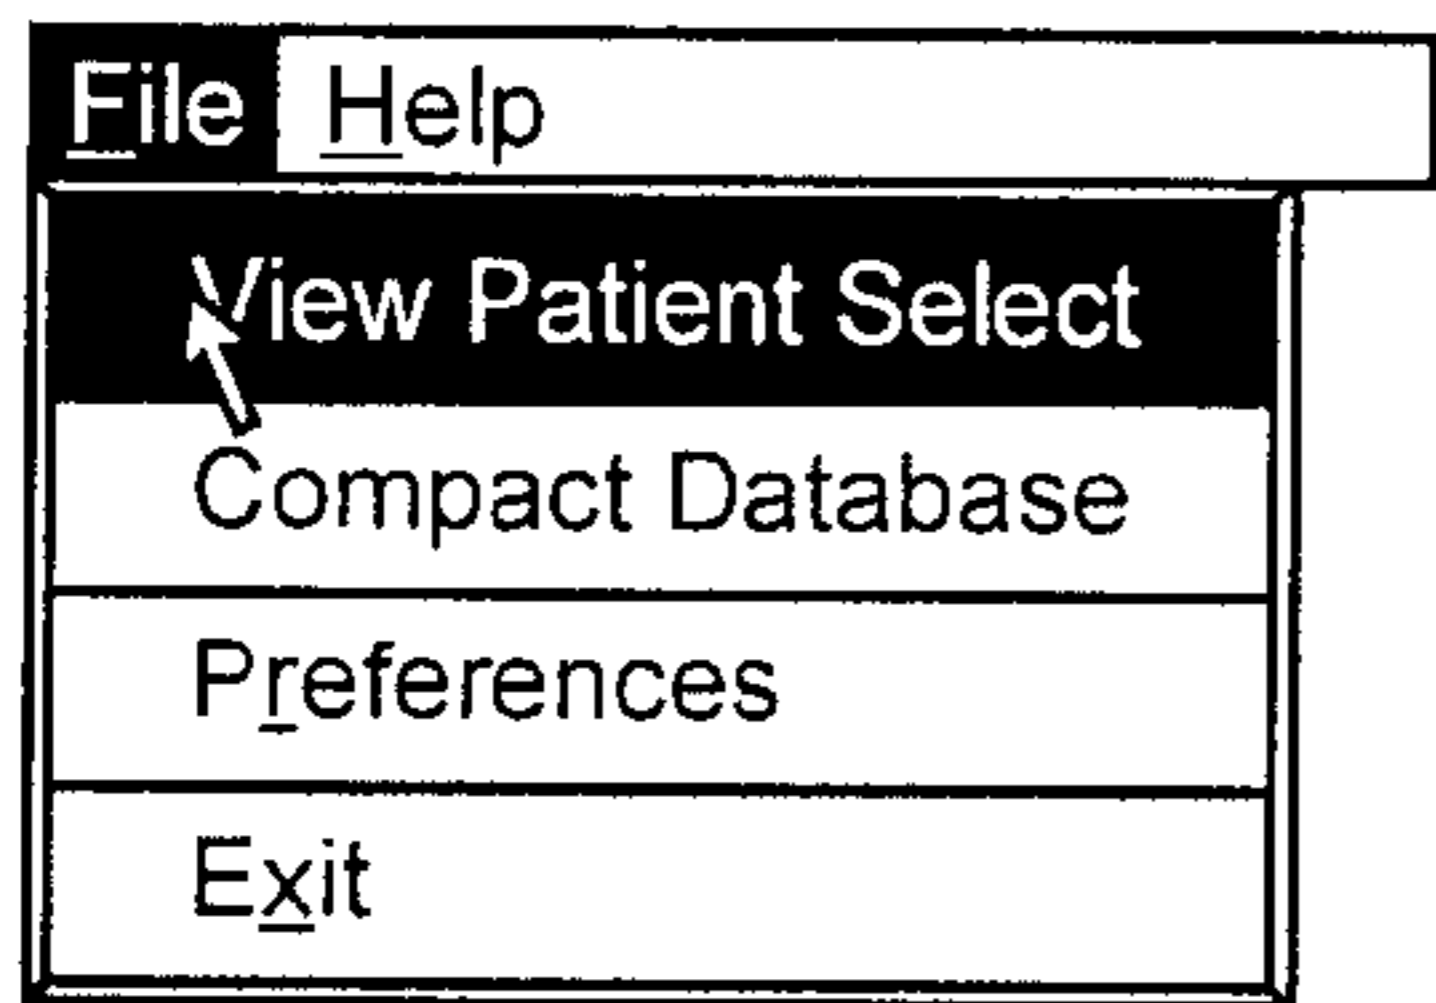 File Help
View Patient Select
Compact Database
Preferences
Exit